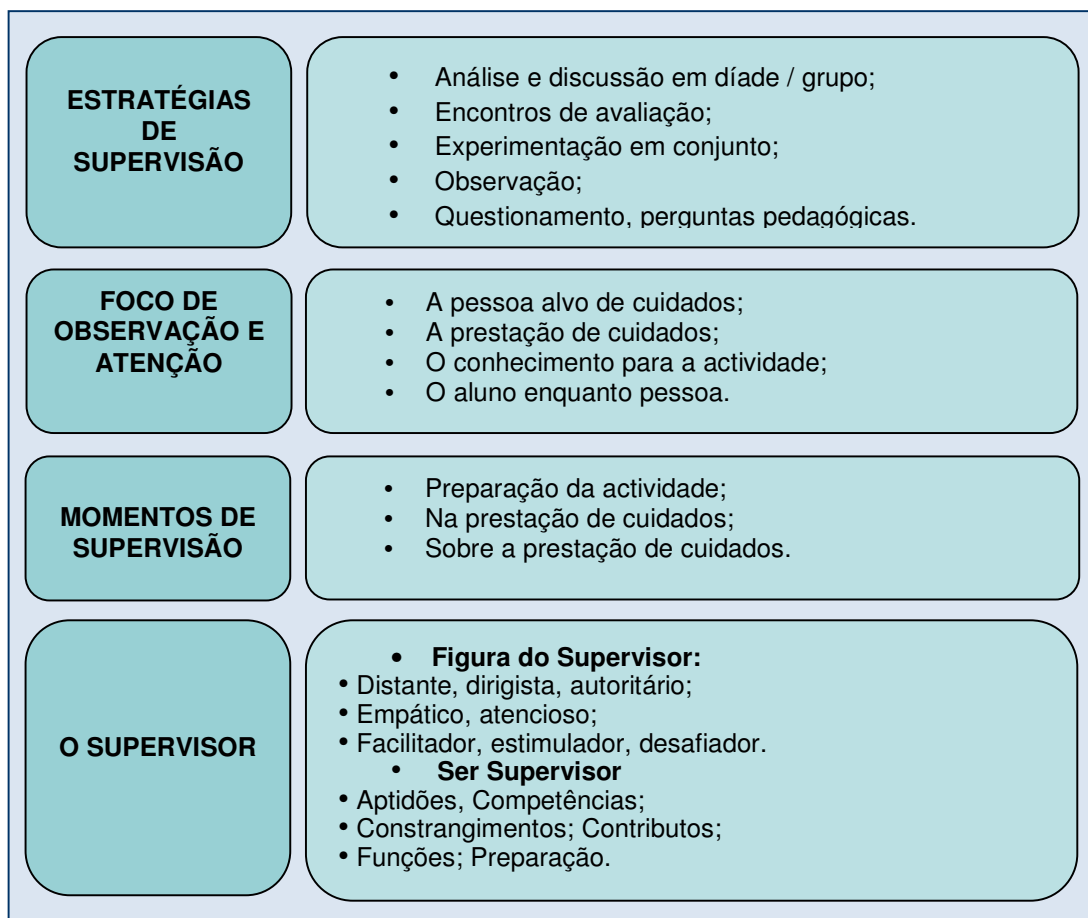 ESTRATÉGIAS
DE
SUPERVISÃO
• Análise e discussão em díade / grupo;
• Encontros de avaliação;
• Experimentação em conjunto;
• Observação;
• Questionamento, perguntas pedagógicas.
FOCO DE
OBSERVAÇÃO E
ATENÇÃO
• A pessoa alvo de cuidados;
• A prestação de cuidados;
• O conhecimento para a actividade;
• O aluno enquanto pessoa.
MOMENTOS DE
SUPERVISÃO
• Preparação da actividade;
• Na prestação de cuidados;
• Sobre a prestação de cuidados.
O SUPERVISOR
• Figura do Supervisor:
• Distante, dirigista, autoritário;
• Empático, atencioso;
• Facilitador, estimulador, desafiador.
• Ser Supervisor
• Aptidões, Competências;
• Constrangimentos; Contributos;
• Funções; Preparação.